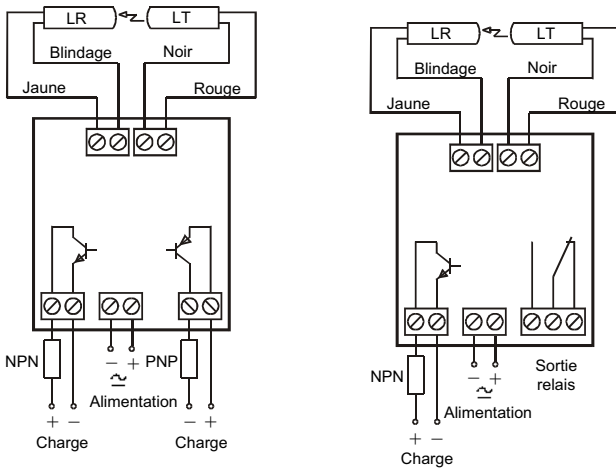 LR LT
Blindage Noir
Jaune Rouge
NPN − + PNP
Alimentation
+ − − +
Charge Charge
LR LT
Blindage Noir
Jaune Rouge
NPN − + Sortie
relais
Alimentation
+ −
Charge